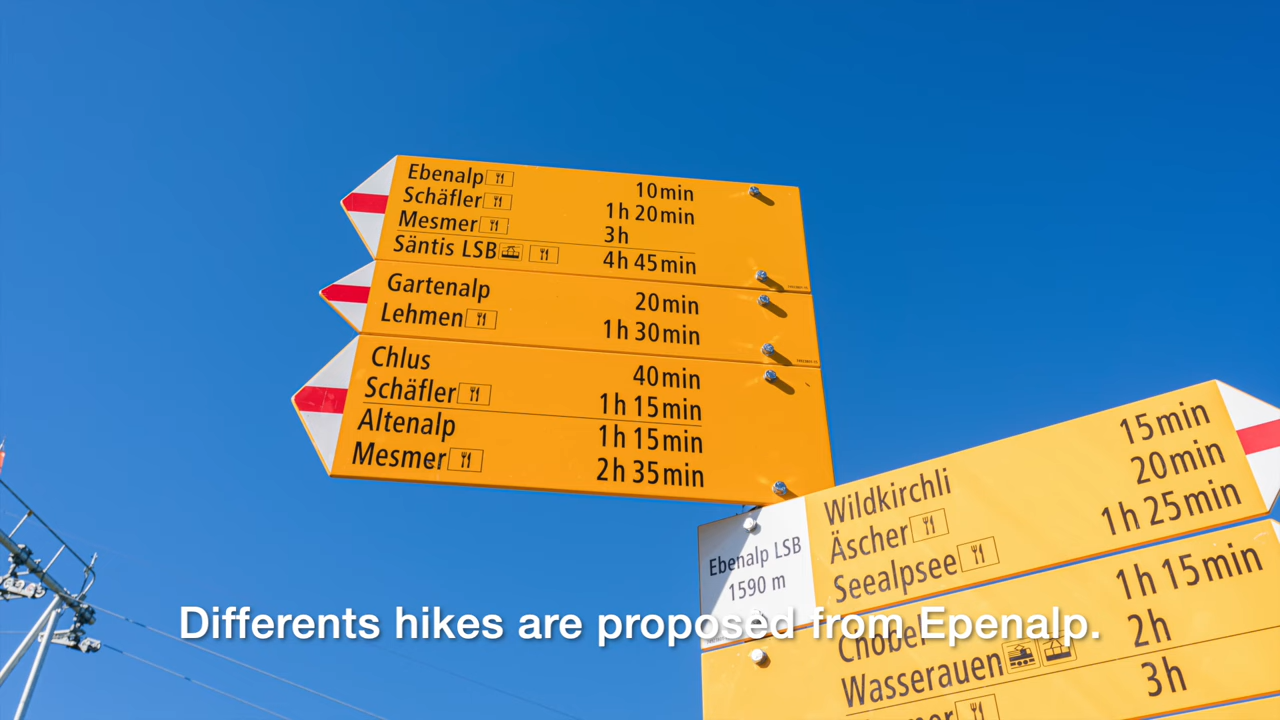 Ebenalp 10min
Schäfler 1h 20min
Mesmer 3h
Säntis LSB 4h 45min
Gartenalp 20min
Lehmen 1h 30min
Chlus 40min
Schäfler 1h 15min
Altenalp 1h 15min
Mesmer 2h 35min
Ebenalp LSB
1590 m
Wildkirchli 15min
Äscher 20min
Seealpsee 1h 25min
Chobel 1h 15min
Wasserauen 2h
3h
Differents hikes are proposed from Epenalp.